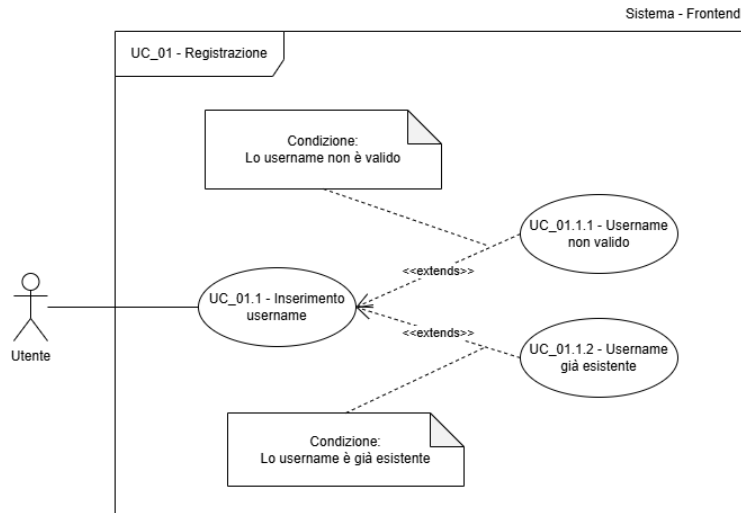 Sistema - Frontend
UC_01 - Registrazione
Condizione:
Lo username non è valido
UC_01.1.1 - Username
non valido
<<extends>>
UC_01.1 - Inserimento
username
<<extends>>
UC_01.1.2 - Username
già esistente
Utente
Condizione:
Lo username è già esistente